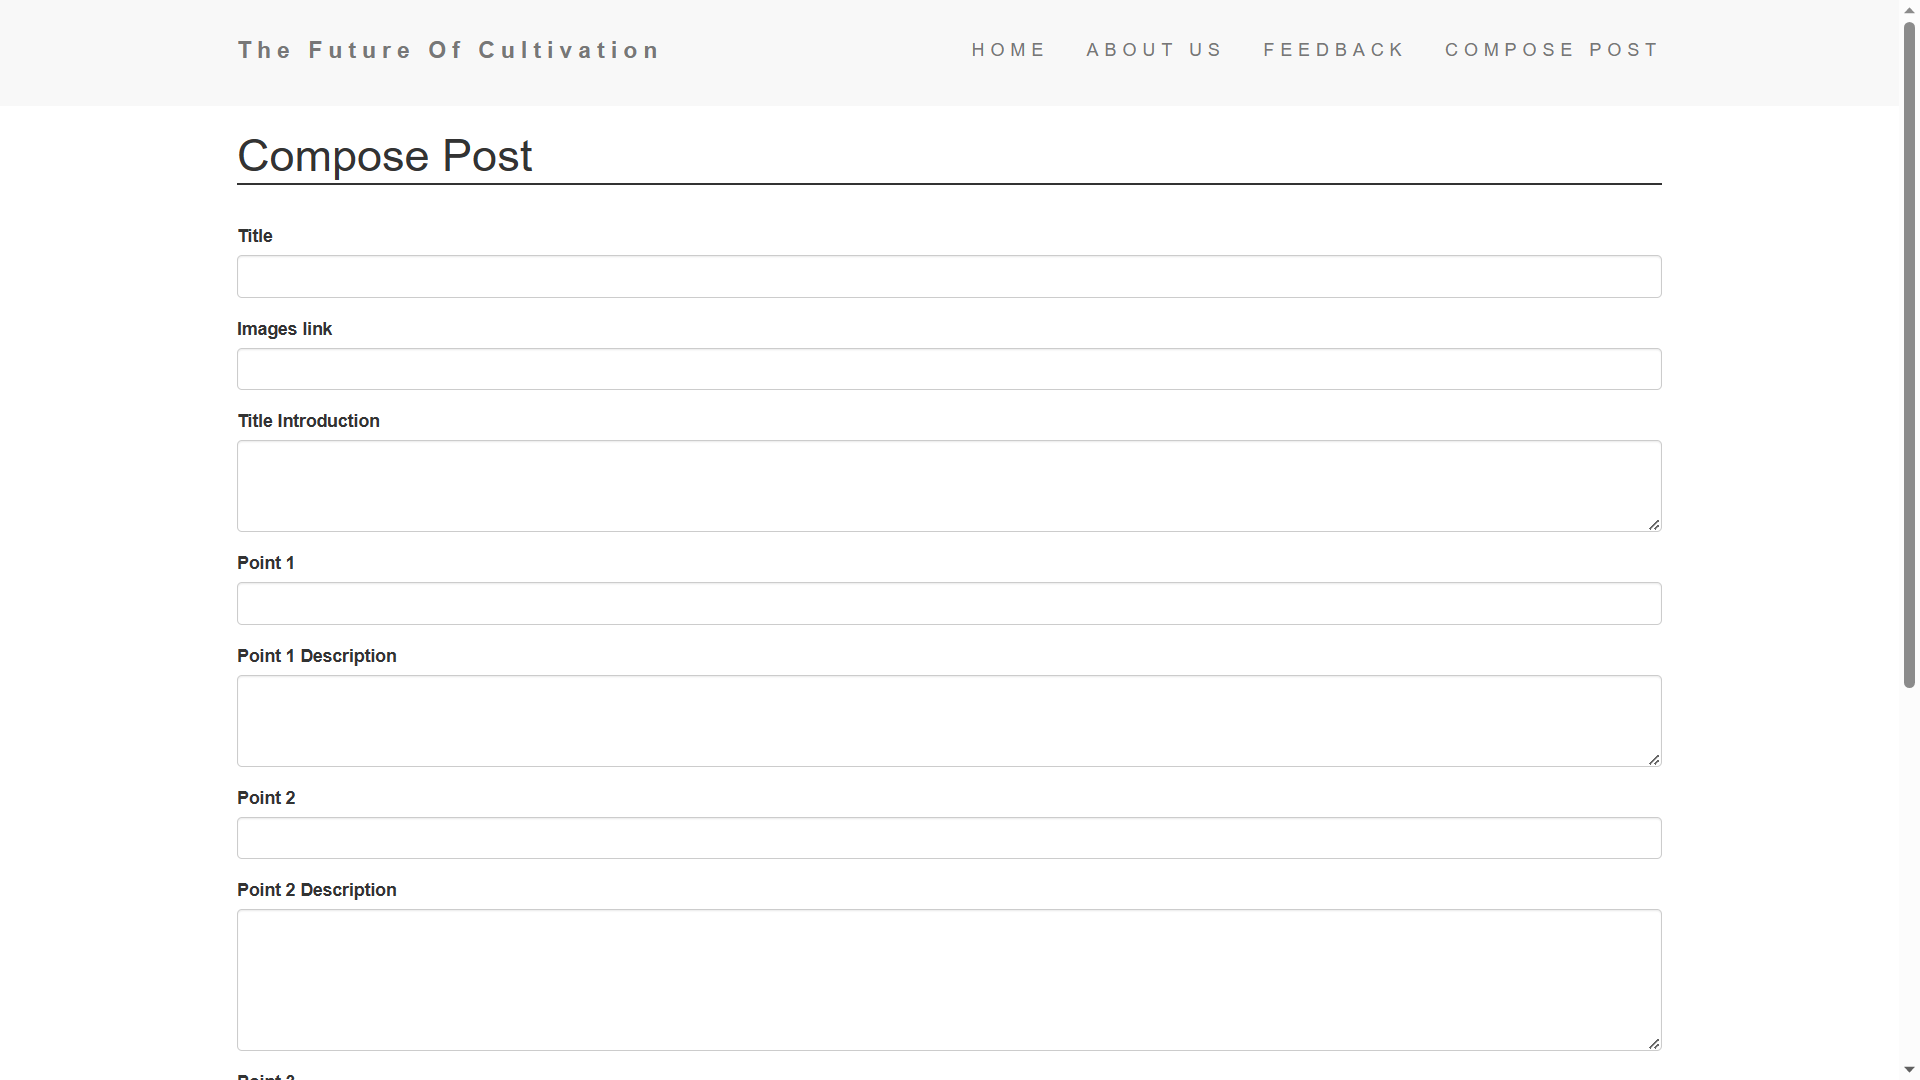 The Future Of Cultivation
HOME ABOUT US FEEDBACK COMPOSE POST
Compose Post
Title
Images link
Title Introduction
Point 1
Point 1 Description
Point 2
Point 2 Description